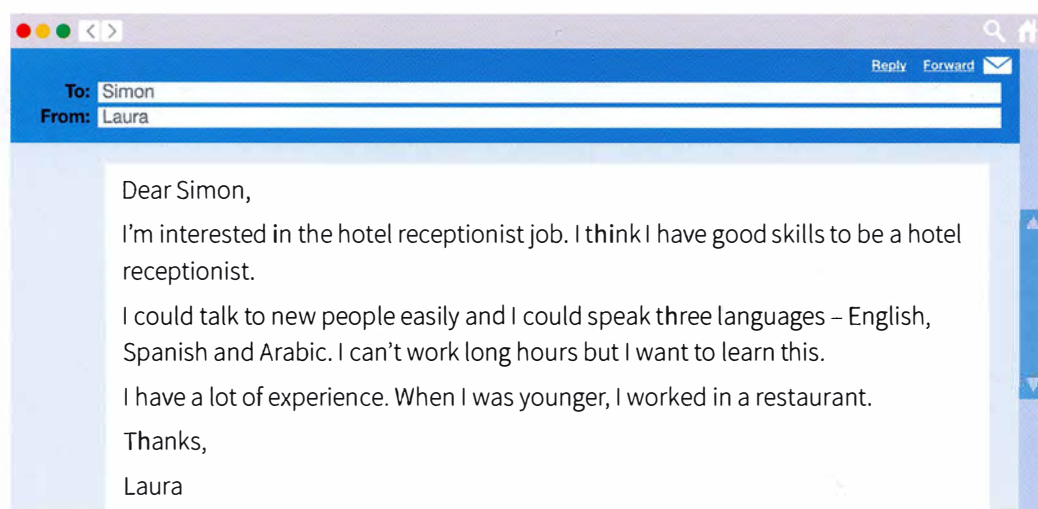 Reply Forward
To: Simon
From: Laura
Dear Simon,
I'm interested in the hotel receptionist job. I think I have good skills to be a hotel
receptionist.
I could talk to new people easily and I could speak three languages – English,
Spanish and Arabic. I can't work long hours but I want to learn this.
I have a lot of experience. When I was younger, I worked in a restaurant.
Thanks,
Laura